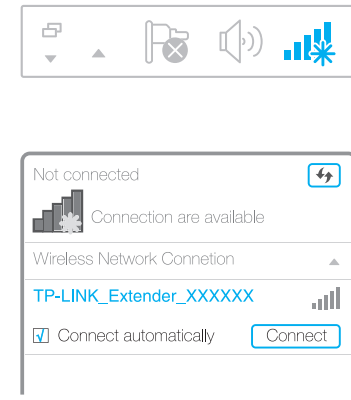 Not connected
Connection are available
Wireless Network Connetion
TP-LINK_Extender_XXXXXX
Connect automatically
Connect